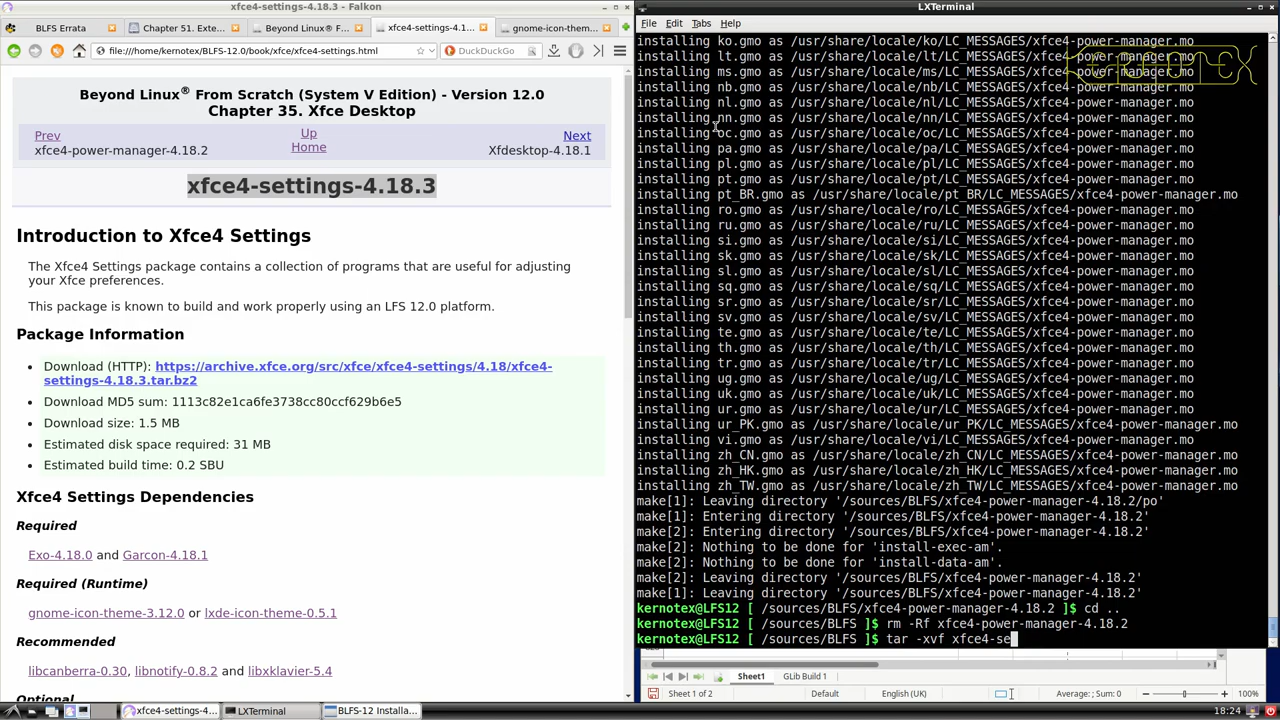 xfce4-settings-4.18.3 - Falkon
BLFS Errata
Chapter 51. Exter
Beyond Linux® F
xfce4-settings-4.1...
gnome-icon-them...
file:///home/kernotex/BLFS-12.0/book/xfce/xfce4-settings.html
DuckDuckGo
Beyond Linux® From Scratch (System V Edition) - Version 12.0
Chapter 35. Xfce Desktop
Prev
Up
Next
xfce4-power-manager-4.18.2
Home
Xfdesktop-4.18.1
xfce4-settings-4.18.3
Introduction to Xfce4 Settings
The Xfce4 Settings package contains a collection of programs that are useful for adjusting
your Xfce preferences.
This package is known to build and work properly using an LFS 12.0 platform.
Package Information
• Download (HTTP): https://archive.xfce.org/src/xfce/xfce4-settings/4.18/xfce4-
settings-4.18.3.tar.bz2
• Download MD5 sum: 1113c82e1ca6fe3738cc80ccf629b6e5
• Download size: 1.5 MB
• Estimated disk space required: 31 MB
• Estimated build time: 0.2 SBU
Xfce4 Settings Dependencies
Required
Exo-4.18.0 and Garcon-4.18.1
Required (Runtime)
gnome-icon-theme-3.12.0 or lxde-icon-theme-0.5.1
Recommended
libcanberra-0.30, libnotify-0.8.2 and libxklavier-5.4
Optional
LXTerminal
File Edit Tabs Help
KERNOTEX
installing ko.gmo as /usr/share/locale/ko/LC_MESSAGES/xfce4-power-manager.mo
installing lt.gmo as /usr/share/locale/lt/LC_MESSAGES/xfce4-power-manager.mo
installing ms.gmo as /usr/share/locale/ms/LC_MESSAGES/xfce4-power-manager.mo
installing nb.gmo as /usr/share/locale/nb/LC_MESSAGES/xfce4-power-manager.mo
installing nl.gmo as /usr/share/locale/nl/LC_MESSAGES/xfce4-power-manager.mo
installing nn.gmo as /usr/share/locale/nn/LC_MESSAGES/xfce4-power-manager.mo
installing oc.gmo as /usr/share/locale/oc/LC_MESSAGES/xfce4-power-manager.mo
installing pa.gmo as /usr/share/locale/pa/LC_MESSAGES/xfce4-power-manager.mo
installing pl.gmo as /usr/share/locale/pl/LC_MESSAGES/xfce4-power-manager.mo
installing pt.gmo as /usr/share/locale/pt/LC_MESSAGES/xfce4-power-manager.mo
installing pt_BR.gmo as /usr/share/locale/pt_BR/LC_MESSAGES/xfce4-power-manager.mo
installing ro.gmo as /usr/share/locale/ro/LC_MESSAGES/xfce4-power-manager.mo
installing ru.gmo as /usr/share/locale/ru/LC_MESSAGES/xfce4-power-manager.mo
installing si.gmo as /usr/share/locale/si/LC_MESSAGES/xfce4-power-manager.mo
installing sk.gmo as /usr/share/locale/sk/LC_MESSAGES/xfce4-power-manager.mo
installing sl.gmo as /usr/share/locale/sl/LC_MESSAGES/xfce4-power-manager.mo
installing sq.gmo as /usr/share/locale/sq/LC_MESSAGES/xfce4-power-manager.mo
installing sr.gmo as /usr/share/locale/sr/LC_MESSAGES/xfce4-power-manager.mo
installing sv.gmo as /usr/share/locale/sv/LC_MESSAGES/xfce4-power-manager.mo
installing te.gmo as /usr/share/locale/te/LC_MESSAGES/xfce4-power-manager.mo
installing th.gmo as /usr/share/locale/th/LC_MESSAGES/xfce4-power-manager.mo
installing tr.gmo as /usr/share/locale/tr/LC_MESSAGES/xfce4-power-manager.mo
installing ug.gmo as /usr/share/locale/ug/LC_MESSAGES/xfce4-power-manager.mo
installing uk.gmo as /usr/share/locale/uk/LC_MESSAGES/xfce4-power-manager.mo
installing ur.gmo as /usr/share/locale/ur/LC_MESSAGES/xfce4-power-manager.mo
installing ur_PK.gmo as /usr/share/locale/ur_PK/LC_MESSAGES/xfce4-power-manager.mo
installing vi.gmo as /usr/share/locale/vi/LC_MESSAGES/xfce4-power-manager.mo
installing zh_CN.gmo as /usr/share/locale/zh_CN/LC_MESSAGES/xfce4-power-manager.mo
installing zh_HK.gmo as /usr/share/locale/zh_HK/LC_MESSAGES/xfce4-power-manager.mo
installing zh_TW.gmo as /usr/share/locale/zh_TW/LC_MESSAGES/xfce4-power-manager.mo
make[1]: Leaving directory '/sources/BLFS/xfce4-power-manager-4.18.2/po'
make[1]: Entering directory '/sources/BLFS/xfce4-power-manager-4.18.2'
make[2]: Entering directory '/sources/BLFS/xfce4-power-manager-4.18.2'
make[2]: Nothing to be done for 'install-exec-am'.
make[2]: Nothing to be done for 'install-data-am'.
make[2]: Leaving directory '/sources/BLFS/xfce4-power-manager-4.18.2'
make[1]: Leaving directory '/sources/BLFS/xfce4-power-manager-4.18.2'
kernotex@LFS12 [ /sources/BLFS/xfce4-power-manager-4.18.2 ]$ cd ..
kernotex@LFS12 [ /sources/BLFS ]$ rm -Rf xfce4-power-manager-4.18.2
kernotex@LFS12 [ /sources/BLFS ]$ tar -xvf xfce4-se
Sheet1
GLib Build 1
Sheet 1 of 2
Default
English (UK)
Average: ; Sum: 0
100%
xfce4-settings-4...
LXTerminal
BLFS-12 Installa...
18:24